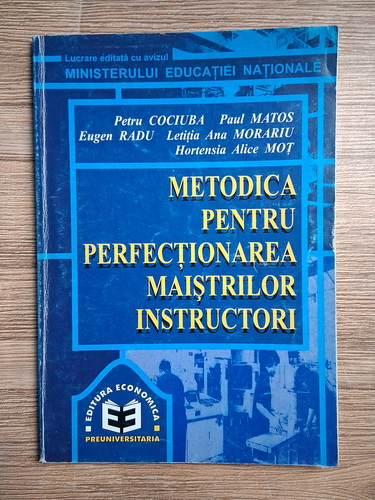 Lucrare editată cu avizul
MINISTERULUI EDUCAȚIEI NAȚIONALE
Petru COCIUBA Paul MATOS
Eugen RADU Letiția Ana MORARIU
Hortensia Alice MOȚ
METODICA
PENTRU
PERFECȚIONAREA
MAIȘTRILOR
INSTRUCTORI
EDITURA ECONOMICA
PREUNIVERSITARIA